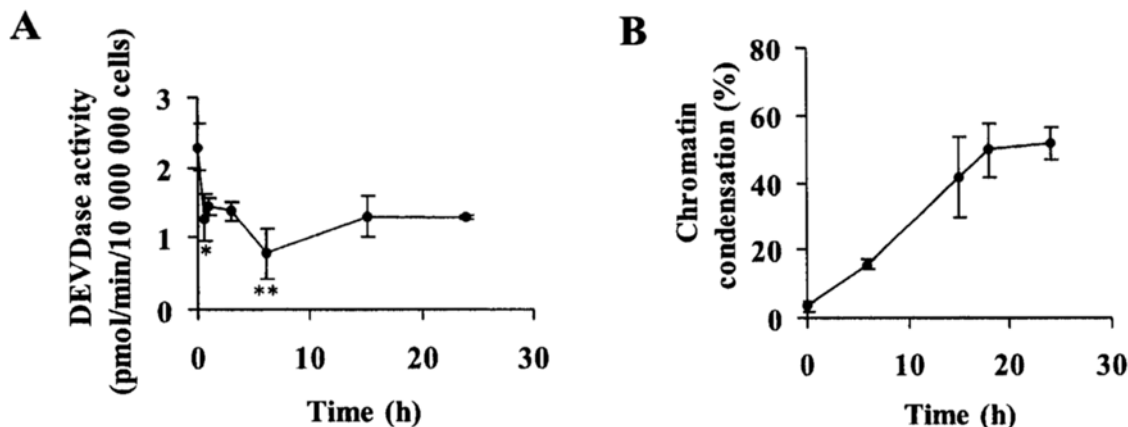 A
DEVDase activity
(pmol/min/10 000 000 cells)
3
2
1
0
*
**
0
10
20
30
Time (h)
B
Chromatin
condensation (%)
80
60
40
20
0
0
10
20
30
Time (h)